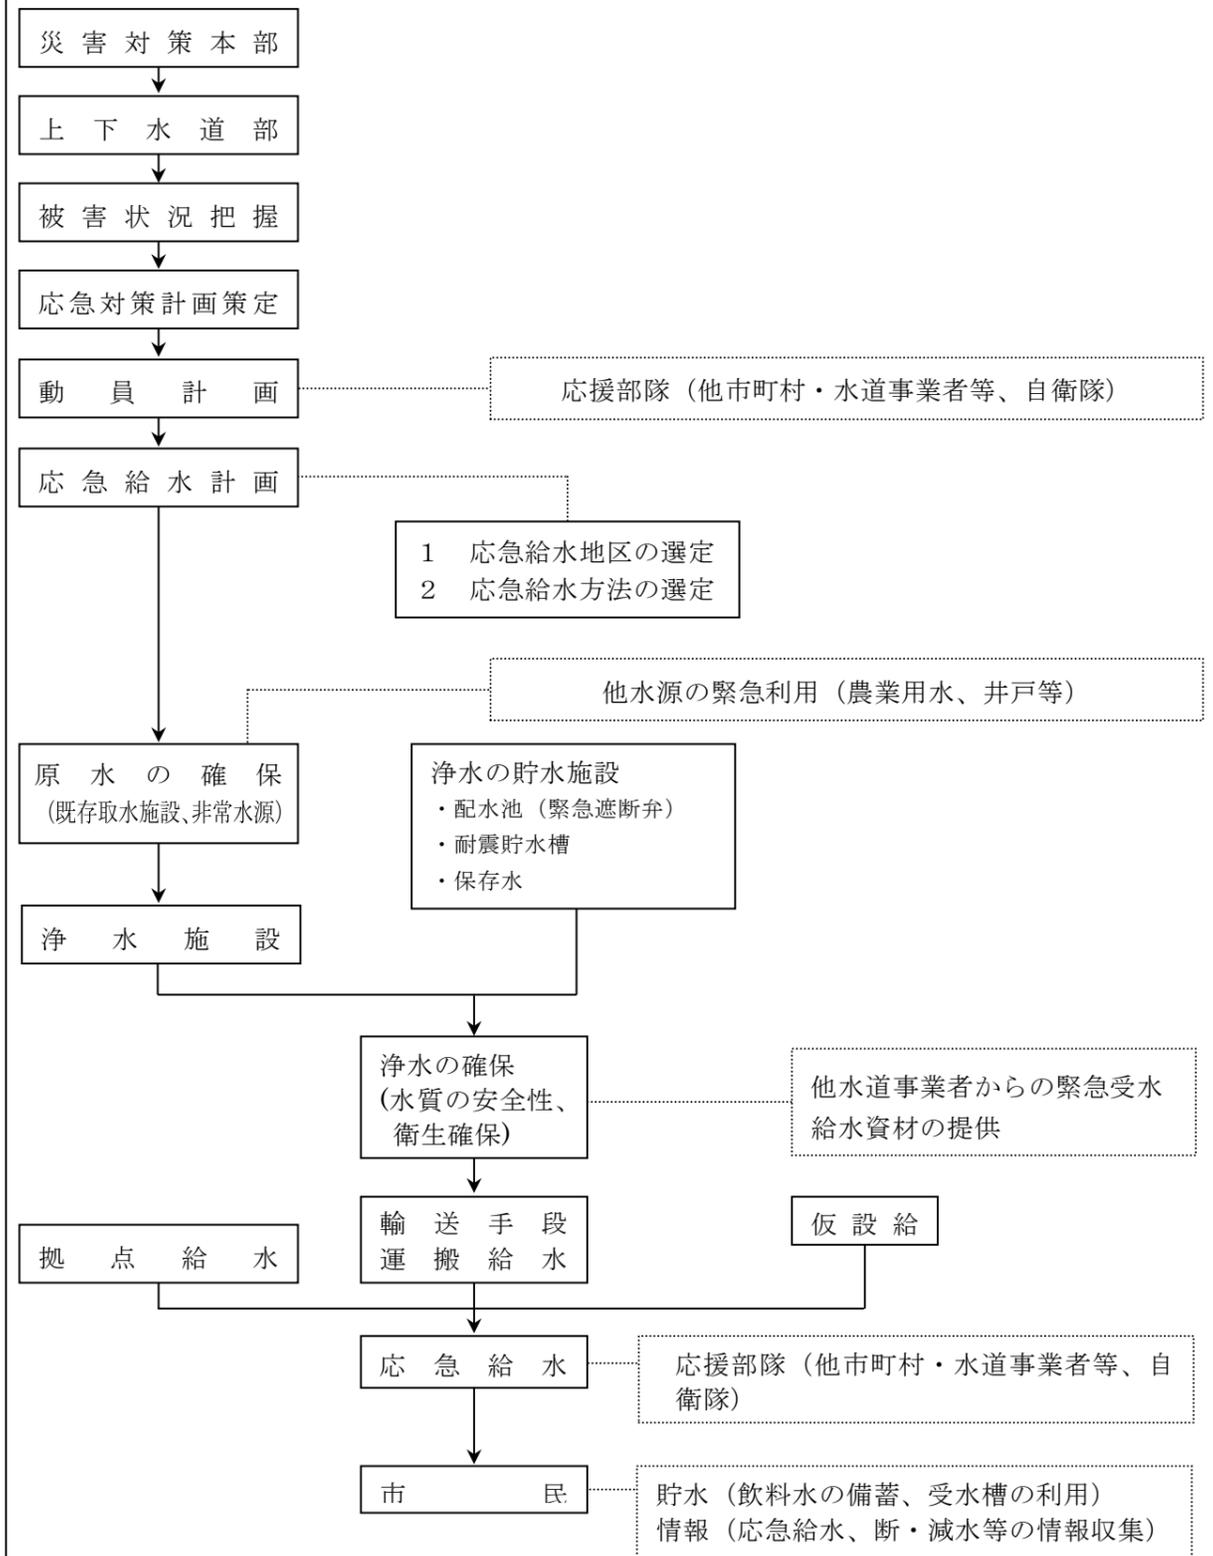 災害対策本部
上下水道部
被害状況把握
応急対策計画策定
動員計画
応援部隊（他市町村・水道事業者等、自衛隊）
応急給水計画
１　応急給水地区の選定
２　応急給水方法の選定
他水源の緊急利用（農業用水、井戸等）
原水の確保
（既存取水施設、非常水源）
浄水の貯水施設
・配水池（緊急遮断弁）
・耐震貯水槽
・保存水
浄水施設
浄水の確保
(水質の安全性、
衛生確保)
他水道事業者からの緊急受水
給水資材の提供
拠点給水
輸送手段
運搬給水
仮設給
応急給水
応援部隊（他市町村・水道事業者等、自
衛隊）
市民
貯水（飲料水の備蓄、受水槽の利用）
情報（応急給水、断・減水等の情報収集）